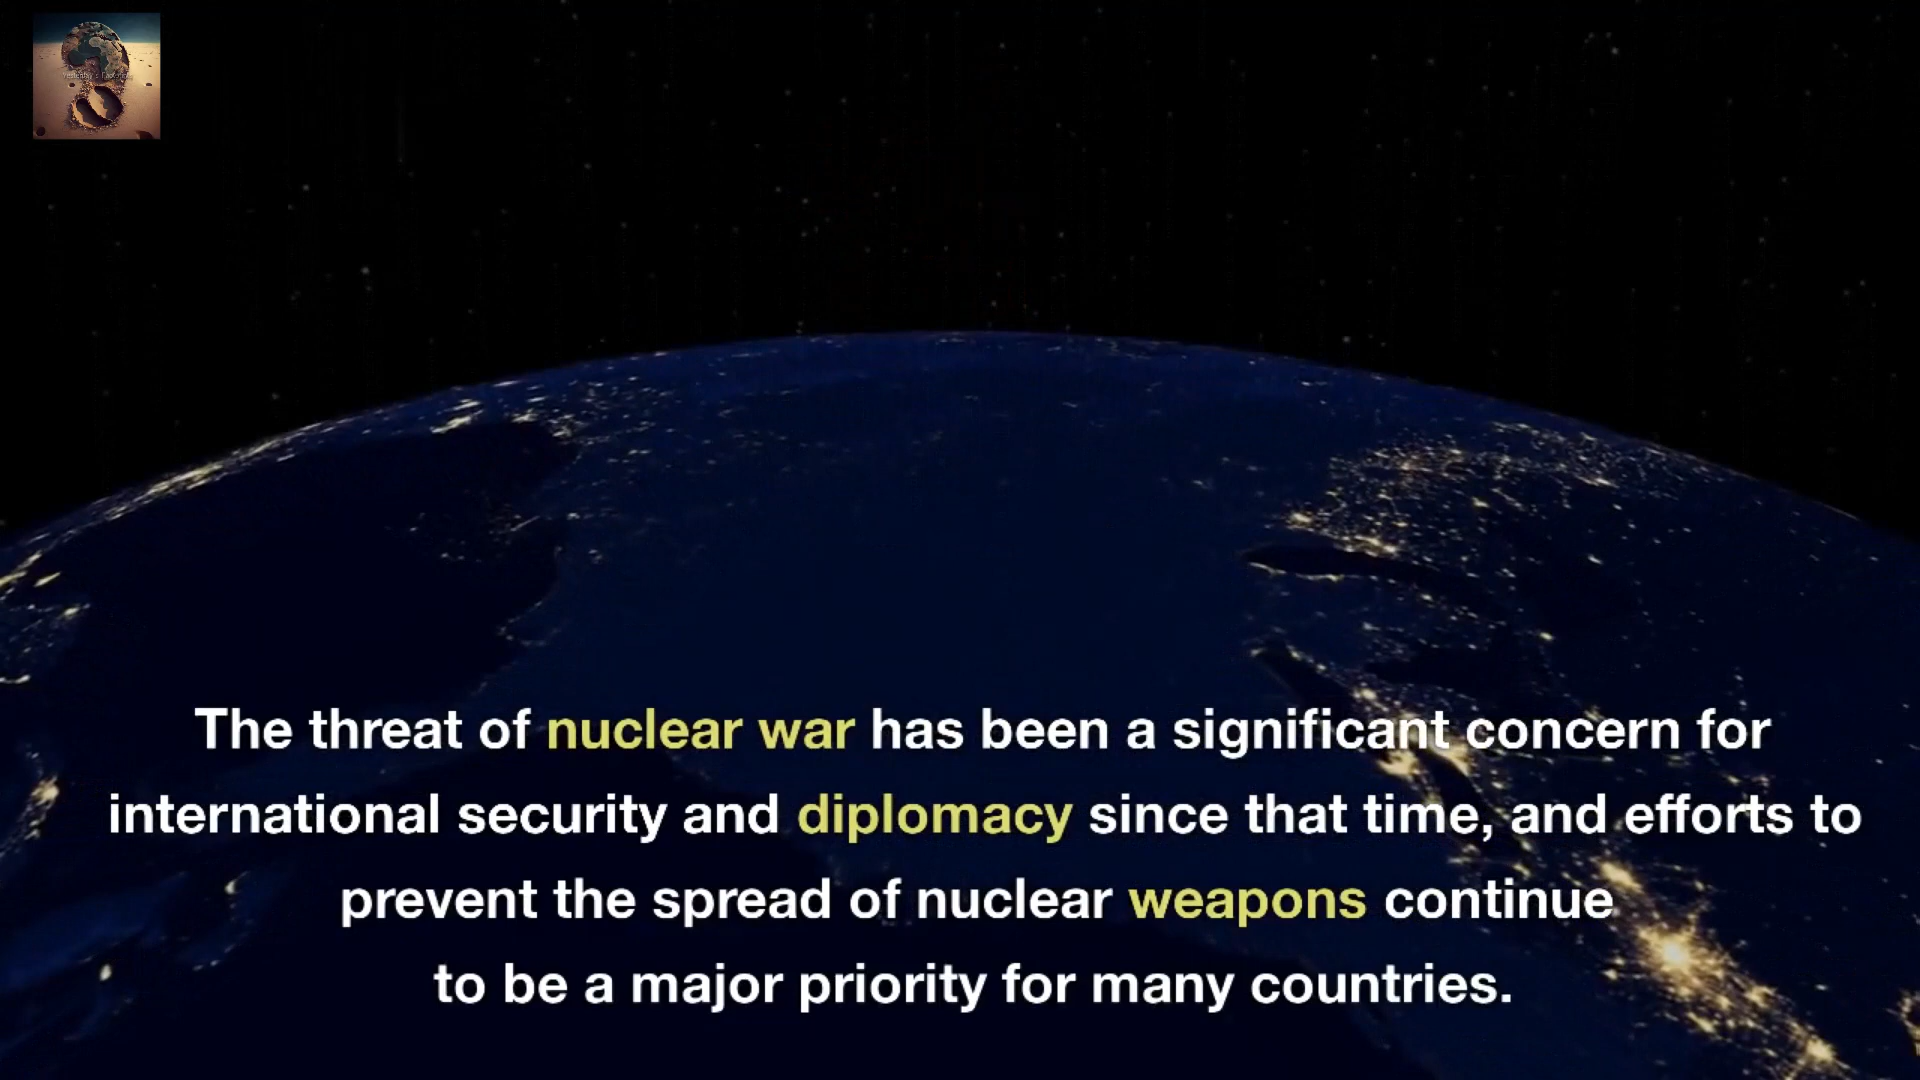 The threat of nuclear war has been a significant concern for
international security and diplomacy since that time, and efforts to
prevent the spread of nuclear weapons continue
to be a major priority for many countries.